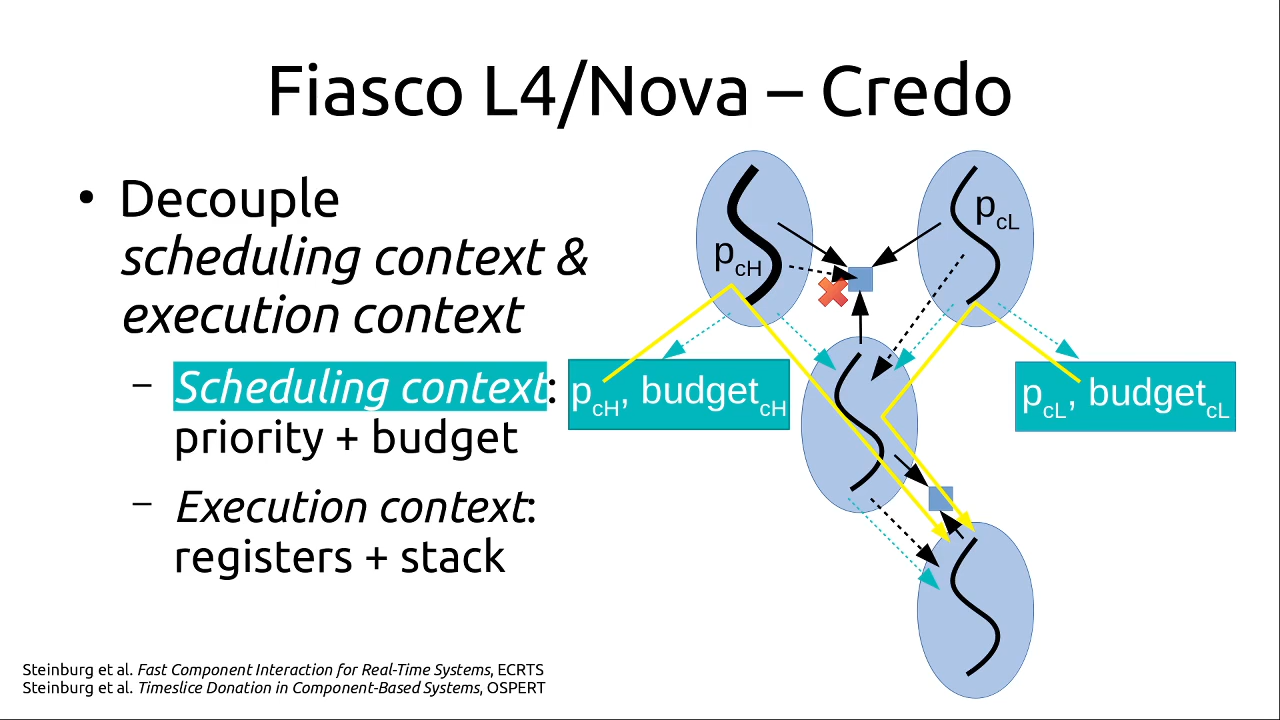 Fiasco L4/Nova – Credo
• Decouple
scheduling context &
execution context
– Scheduling context:
priority + budget
– Execution context:
registers + stack
pcH
pcL
pcH, budgetcH
pcL, budgetcL
Steinburg et al. Fast Component Interaction for Real-Time Systems, ECRTS
Steinburg et al. Timeslice Donation in Component-Based Systems, OSPERT